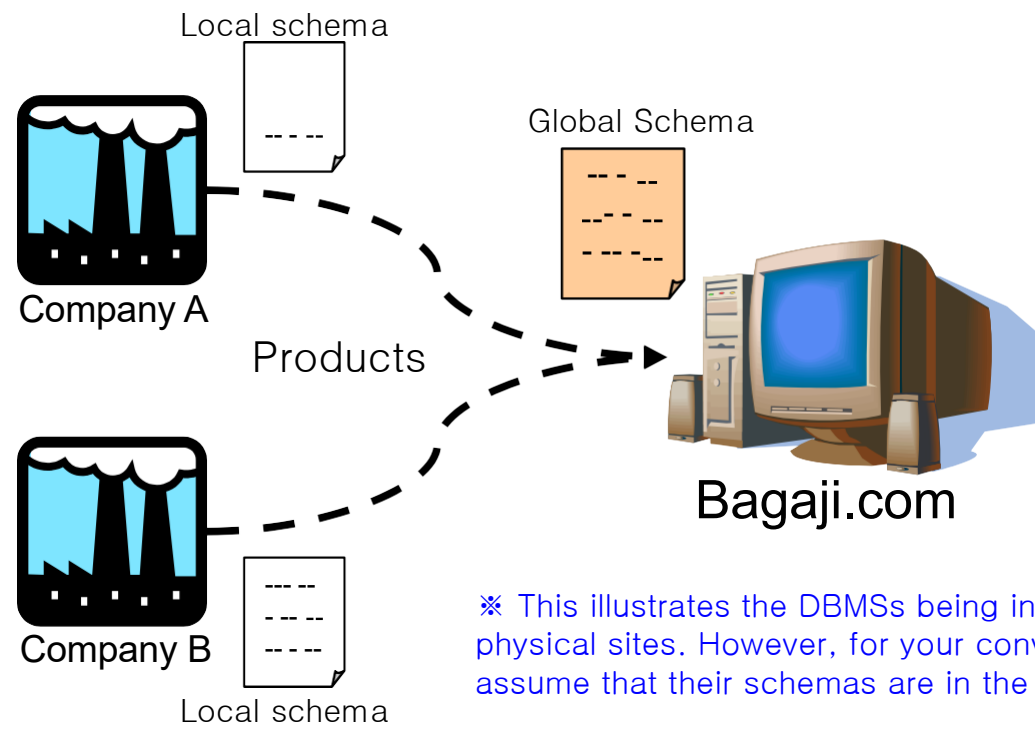 Local schema
Global Schema
Company A
Products
Bagaji.com
Company B
※ This illustrates the DBMSs being in
physical sites. However, for your conv
assume that their schemas are in the
Local schema